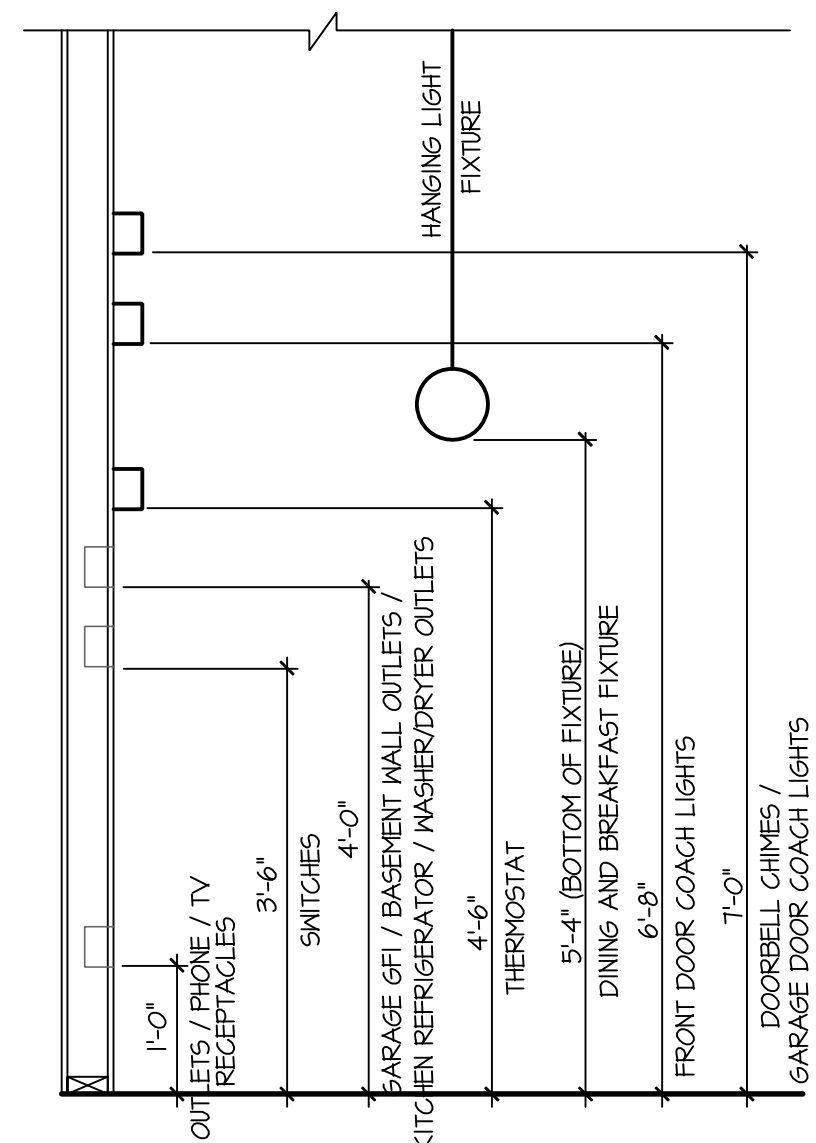 HANGING LIGHT
FIXTURE
1'-0"
OUTLETS / PHONE / TV
RECEPTACLES
3'-6"
SWITCHES
4'-0"
GARAGE GFI / BASEMENT WALL OUTLETS /
KITCHEN REFRIGERATOR / WASHER/DRYER OUTLETS
4'-6"
THERMOSTAT
5'-4" (BOTTOM OF FIXTURE)
DINING AND BREAKFAST FIXTURE
6'-8"
FRONT DOOR COACH LIGHTS
7'-0"
DOORBELL CHIMES /
GARAGE DOOR COACH LIGHTS